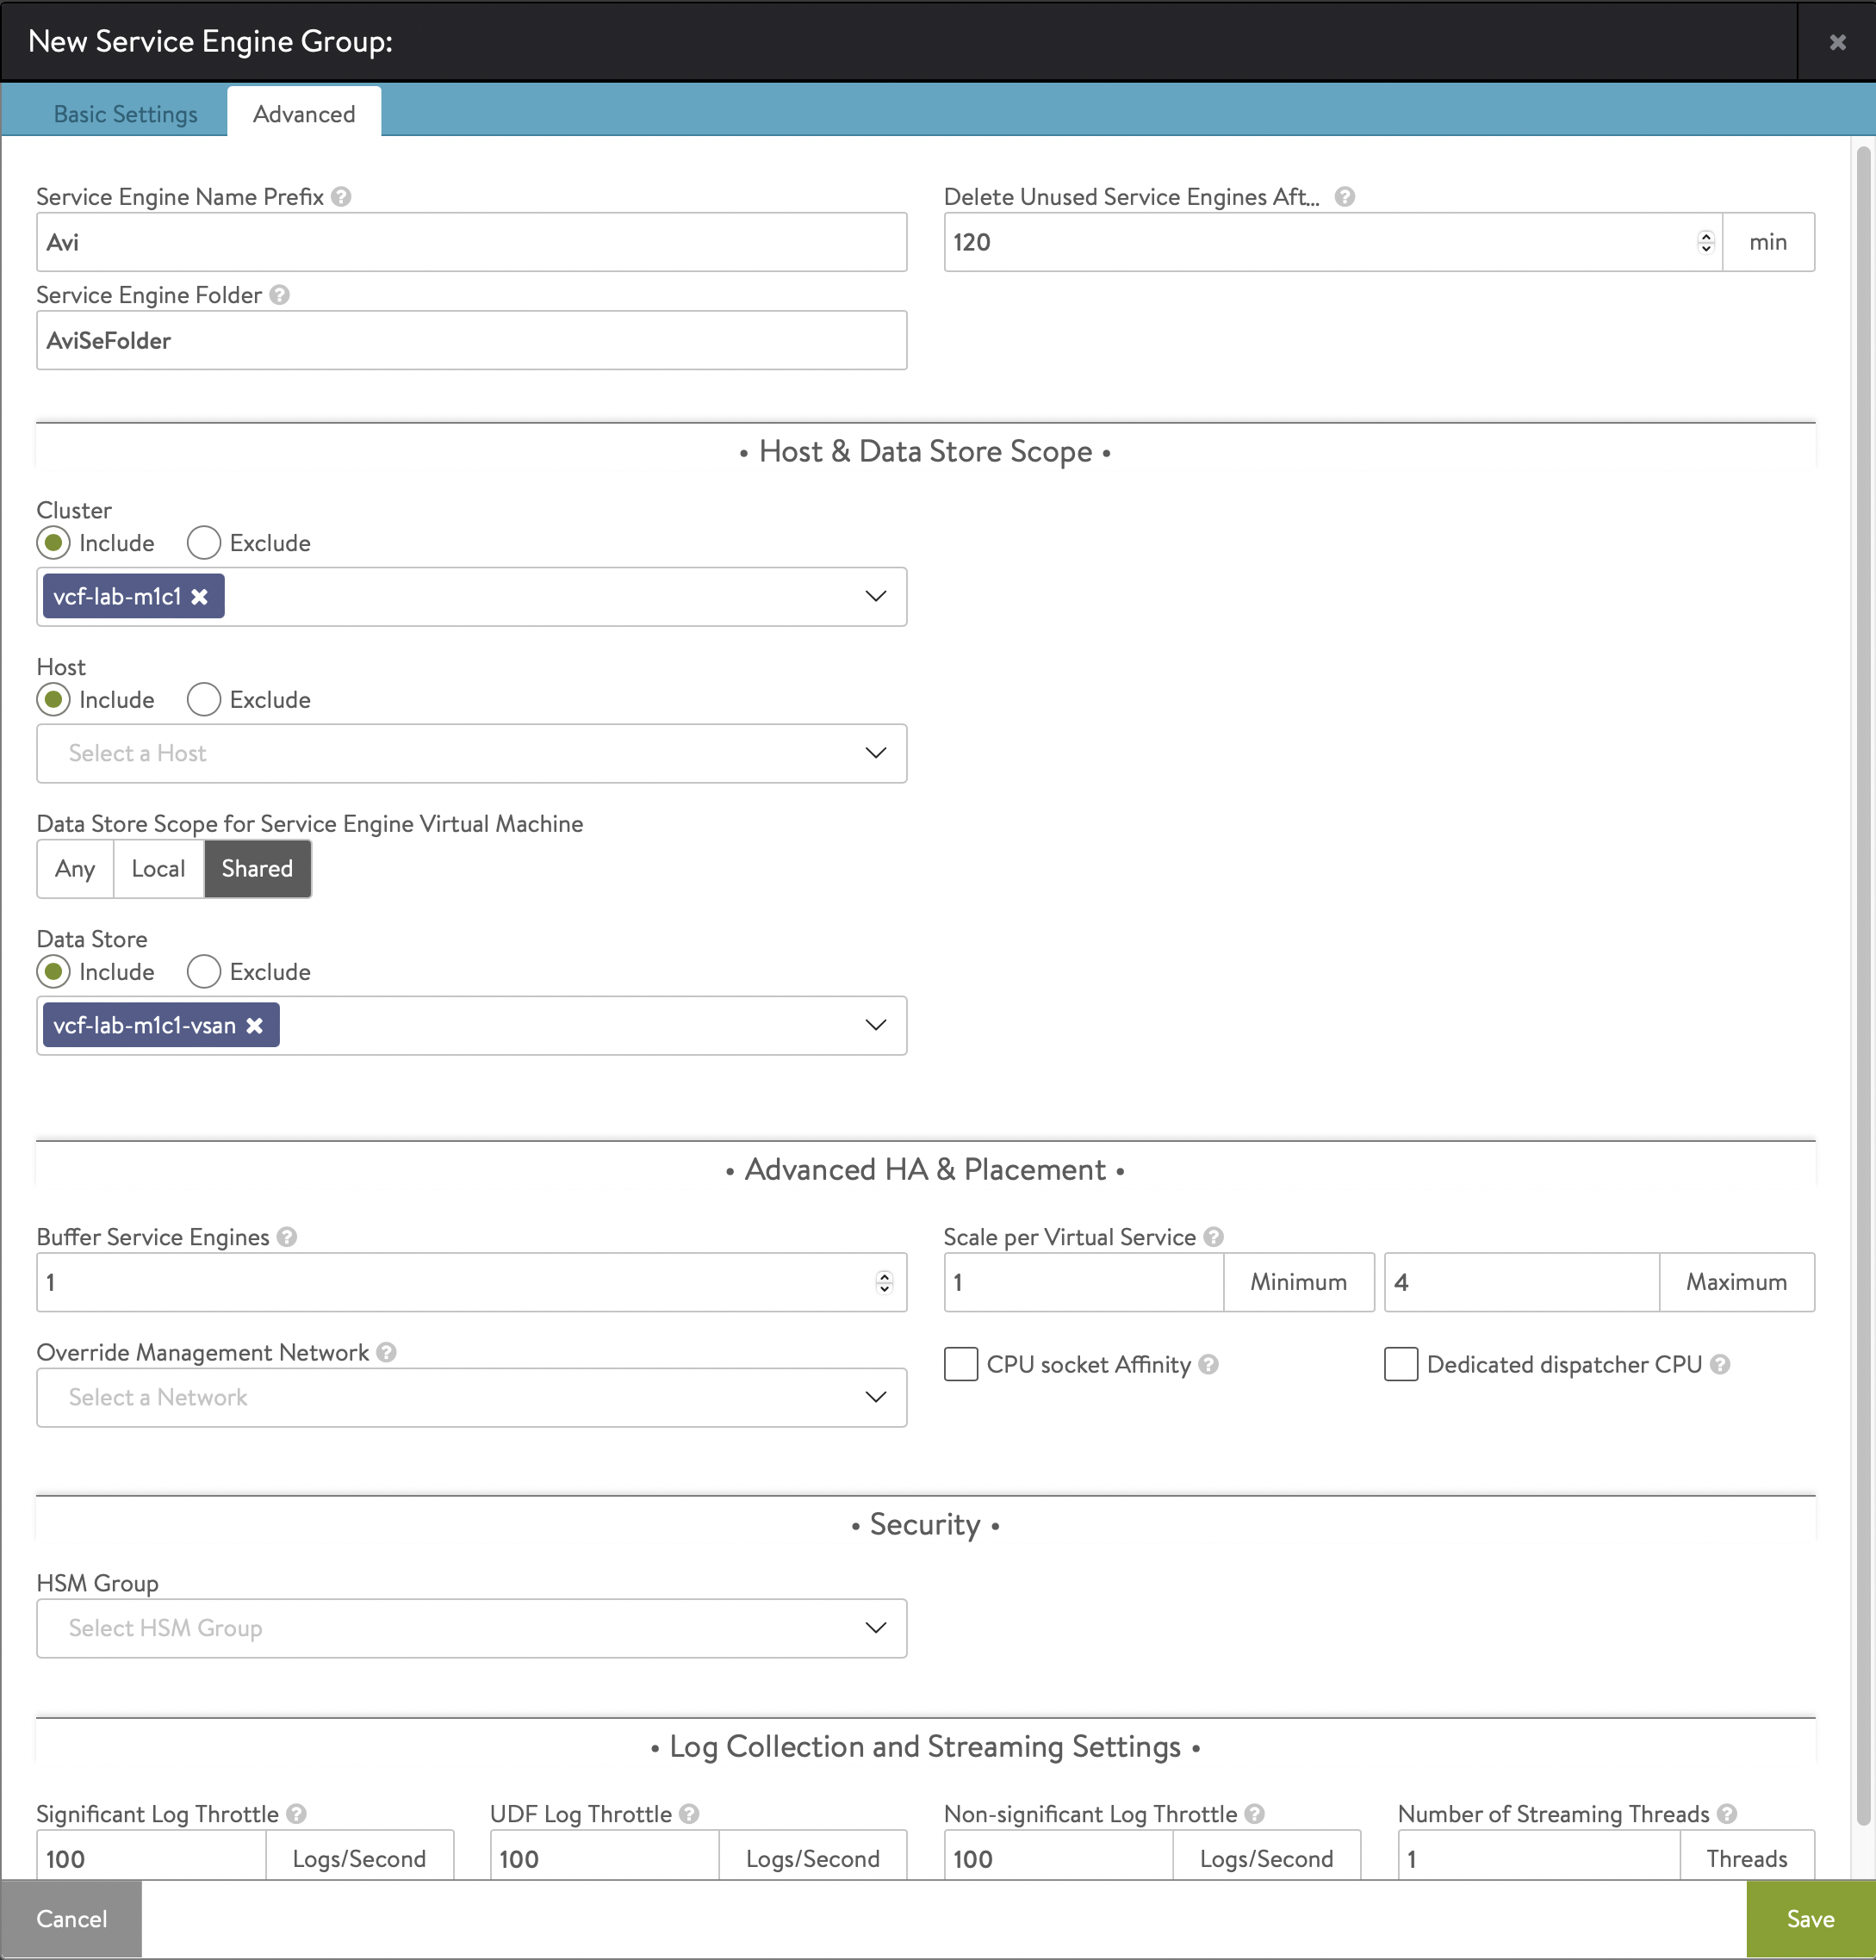 New Service Engine Group:
Basic Settings
Advanced
Service Engine Name Prefix
Delete Unused Service Engines Aft...
Avi
120
min
Service Engine Folder
AviSeFolder
• Host & Data Store Scope •
Cluster
Include
Exclude
vcf-lab-m1c1
Host
Include
Exclude
Select a Host
Data Store Scope for Service Engine Virtual Machine
Any
Local
Shared
Data Store
Include
Exclude
vcf-lab-m1c1-vsan
• Advanced HA & Placement •
Buffer Service Engines
Scale per Virtual Service
1
1
Minimum
4
Maximum
Override Management Network
CPU socket Affinity
Dedicated dispatcher CPU
Select a Network
• Security •
HSM Group
Select HSM Group
• Log Collection and Streaming Settings •
Significant Log Throttle
UDF Log Throttle
Non-significant Log Throttle
Number of Streaming Threads
100
Logs/Second
100
Logs/Second
100
Logs/Second
1
Threads
Cancel
Save